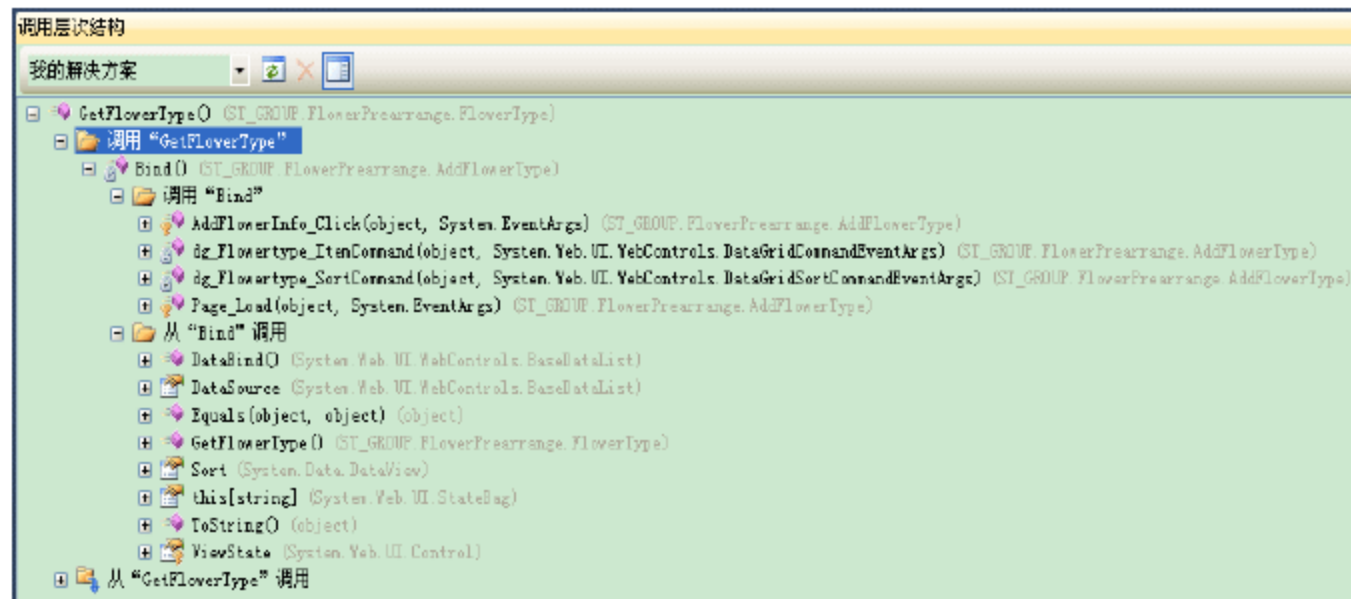 调用层次结构
我的解决方案
GetFlowerType() (ST_GROUP.FlowerPrearrange.FlowerType)
调用 “GetFlowerType”
Bind() (ST_GROUP.FlowerPrearrange.AddFlowerType)
调用 “Bind”
AddFlowerInfo_Click(object, System.EventArgs) (ST_GROUP.FlowerPrearrange.AddFlowerType)
dg_Flowertype_ItemCommand(object, System.Web.UI.WebControls.DataGridCommandEventArgs) (ST_GROUP.FlowerPrearrange.AddFlowerType)
dg_Flowertype_SortCommand(object, System.Web.UI.WebControls.DataGridSortCommandEventArgs) (ST_GROUP.FlowerPrearrange.AddFlowerType)
Page_Load(object, System.EventArgs) (ST_GROUP.FlowerPrearrange.AddFlowerType)
从 “Bind” 调用
DataBind() (System.Web.UI.WebControls.BaseDataList)
DataSource (System.Web.UI.WebControls.BaseDataList)
Equals(object, object) (object)
GetFlowerType() (ST_GROUP.FlowerPrearrange.FlowerType)
Sort (System.Data.DataView)
this[string] (System.Web.UI.StateBag)
ToString() (object)
ViewState (System.Web.UI.Control)
从 “GetFlowerType” 调用